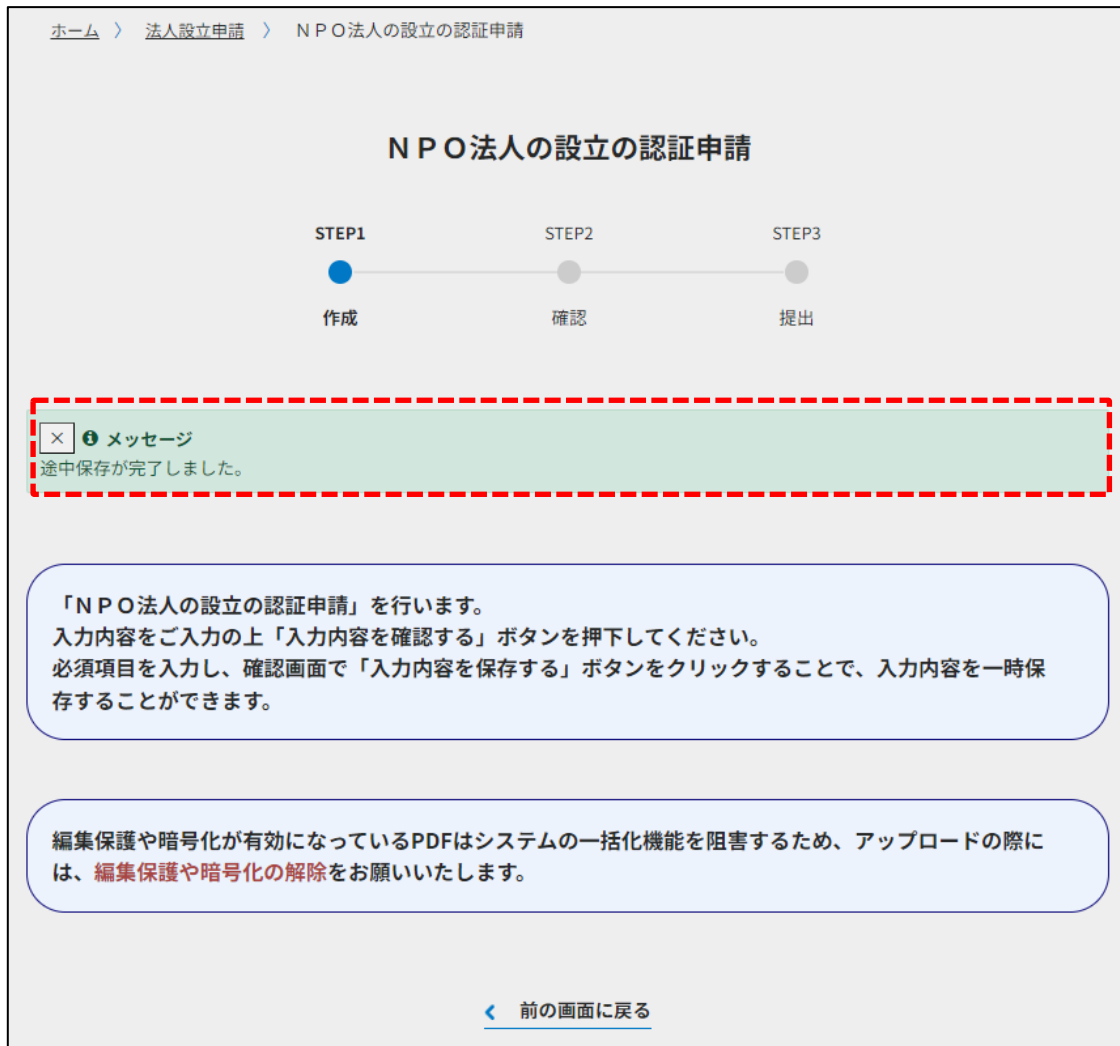 ホーム 〉 法人設立申請 〉 ＮＰＯ法人の設立の認証申請
ＮＰＯ法人の設立の認証申請
STEP1 STEP2 STEP3
作成 確認 提出
× メッセージ
途中保存が完了しました。
「ＮＰＯ法人の設立の認証申請」を行います。
入力内容をご入力の上「入力内容を確認する」ボタンを押下してください。
必須項目を入力し、確認画面で「入力内容を保存する」ボタンをクリックすることで、入力内容を一時保
存することができます。
編集保護や暗号化が有効になっているPDFはシステムの一括化機能を阻害するため、アップロードの際に
は、編集保護や暗号化の解除をお願いいたします。
前の画面に戻る